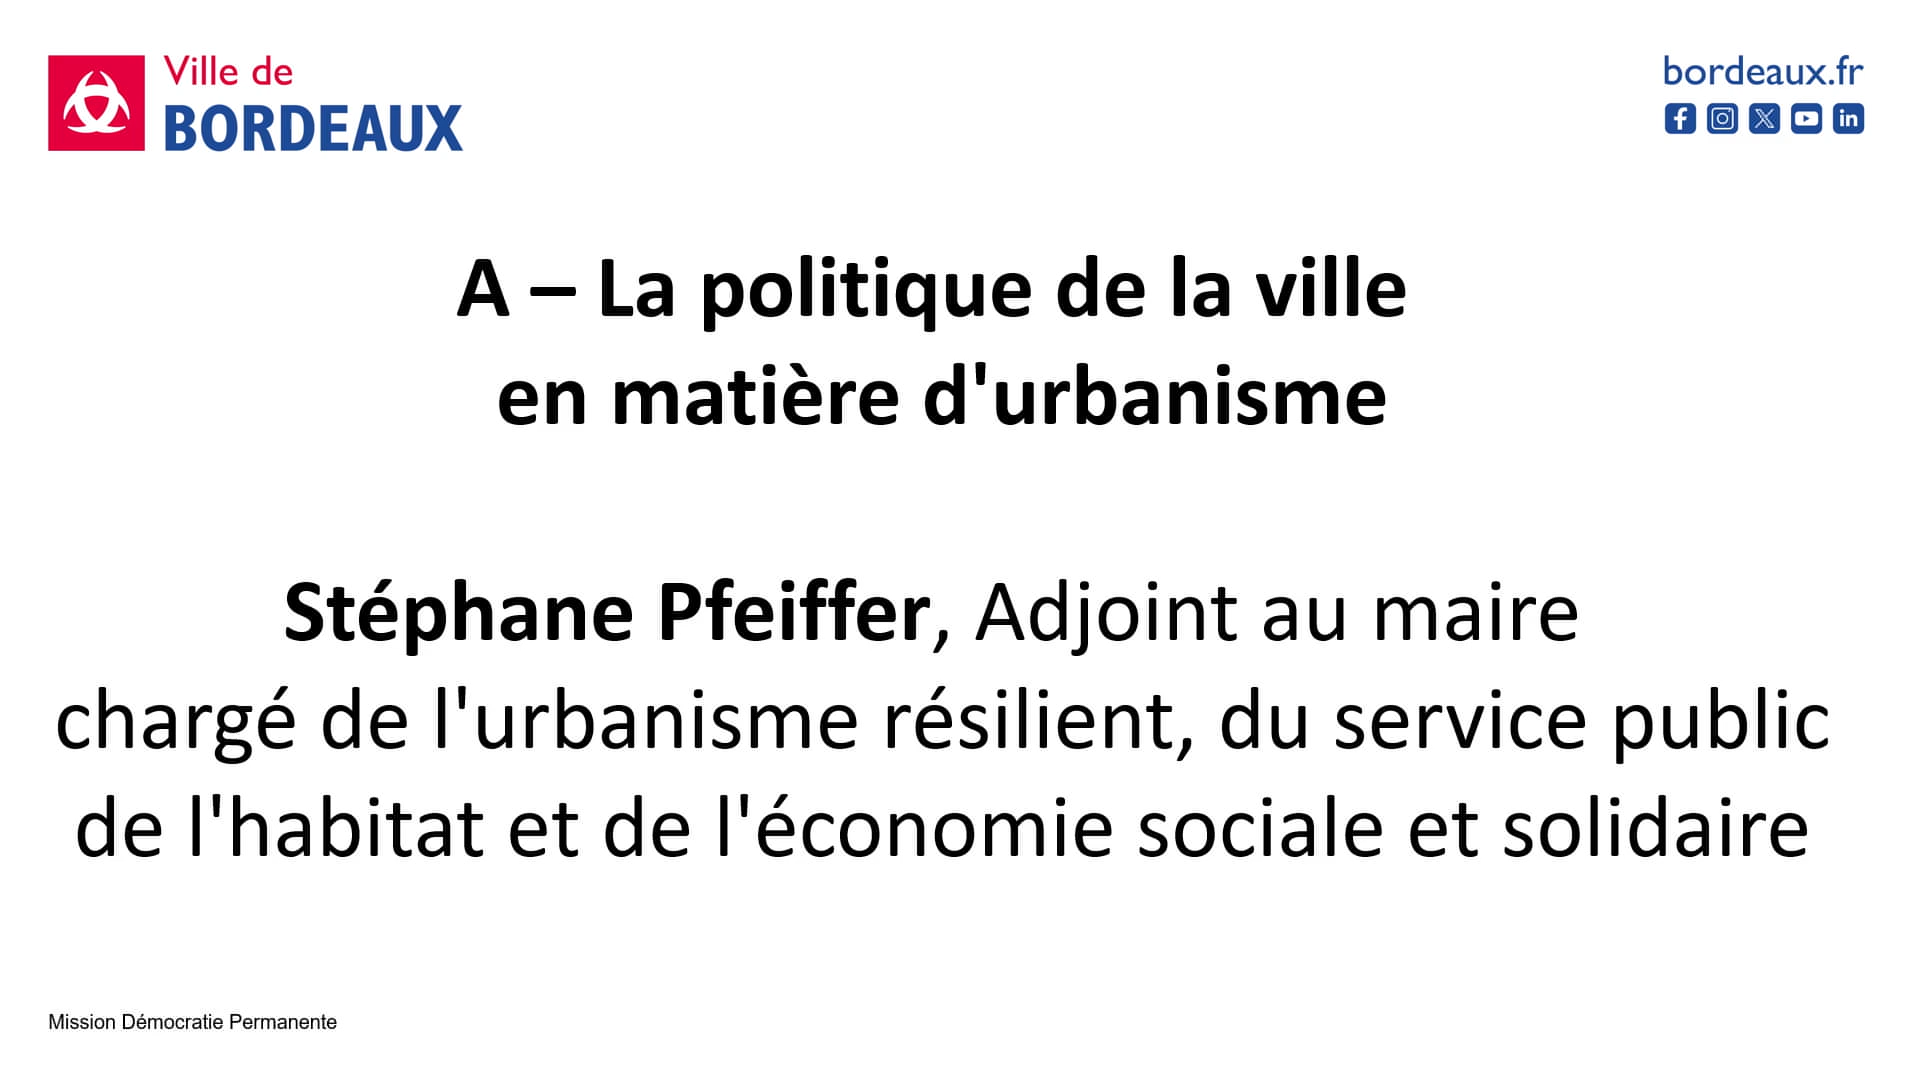 Ville de
BORDEAUX
bordeaux.fr
A – La politique de la ville
en matière d'urbanisme
Stéphane Pfeiffer, Adjoint au maire
chargé de l'urbanisme résilient, du service public
de l'habitat et de l'économie sociale et solidaire
Mission Démocratie Permanente